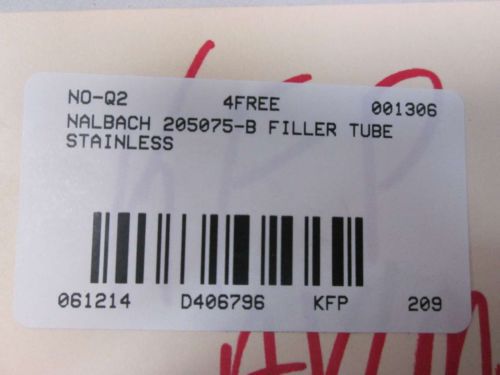 NO-Q2 4FREE 001306
NALBACH 205075-B FILLER TUBE
STAINLESS
061214 D406796 KFP 209